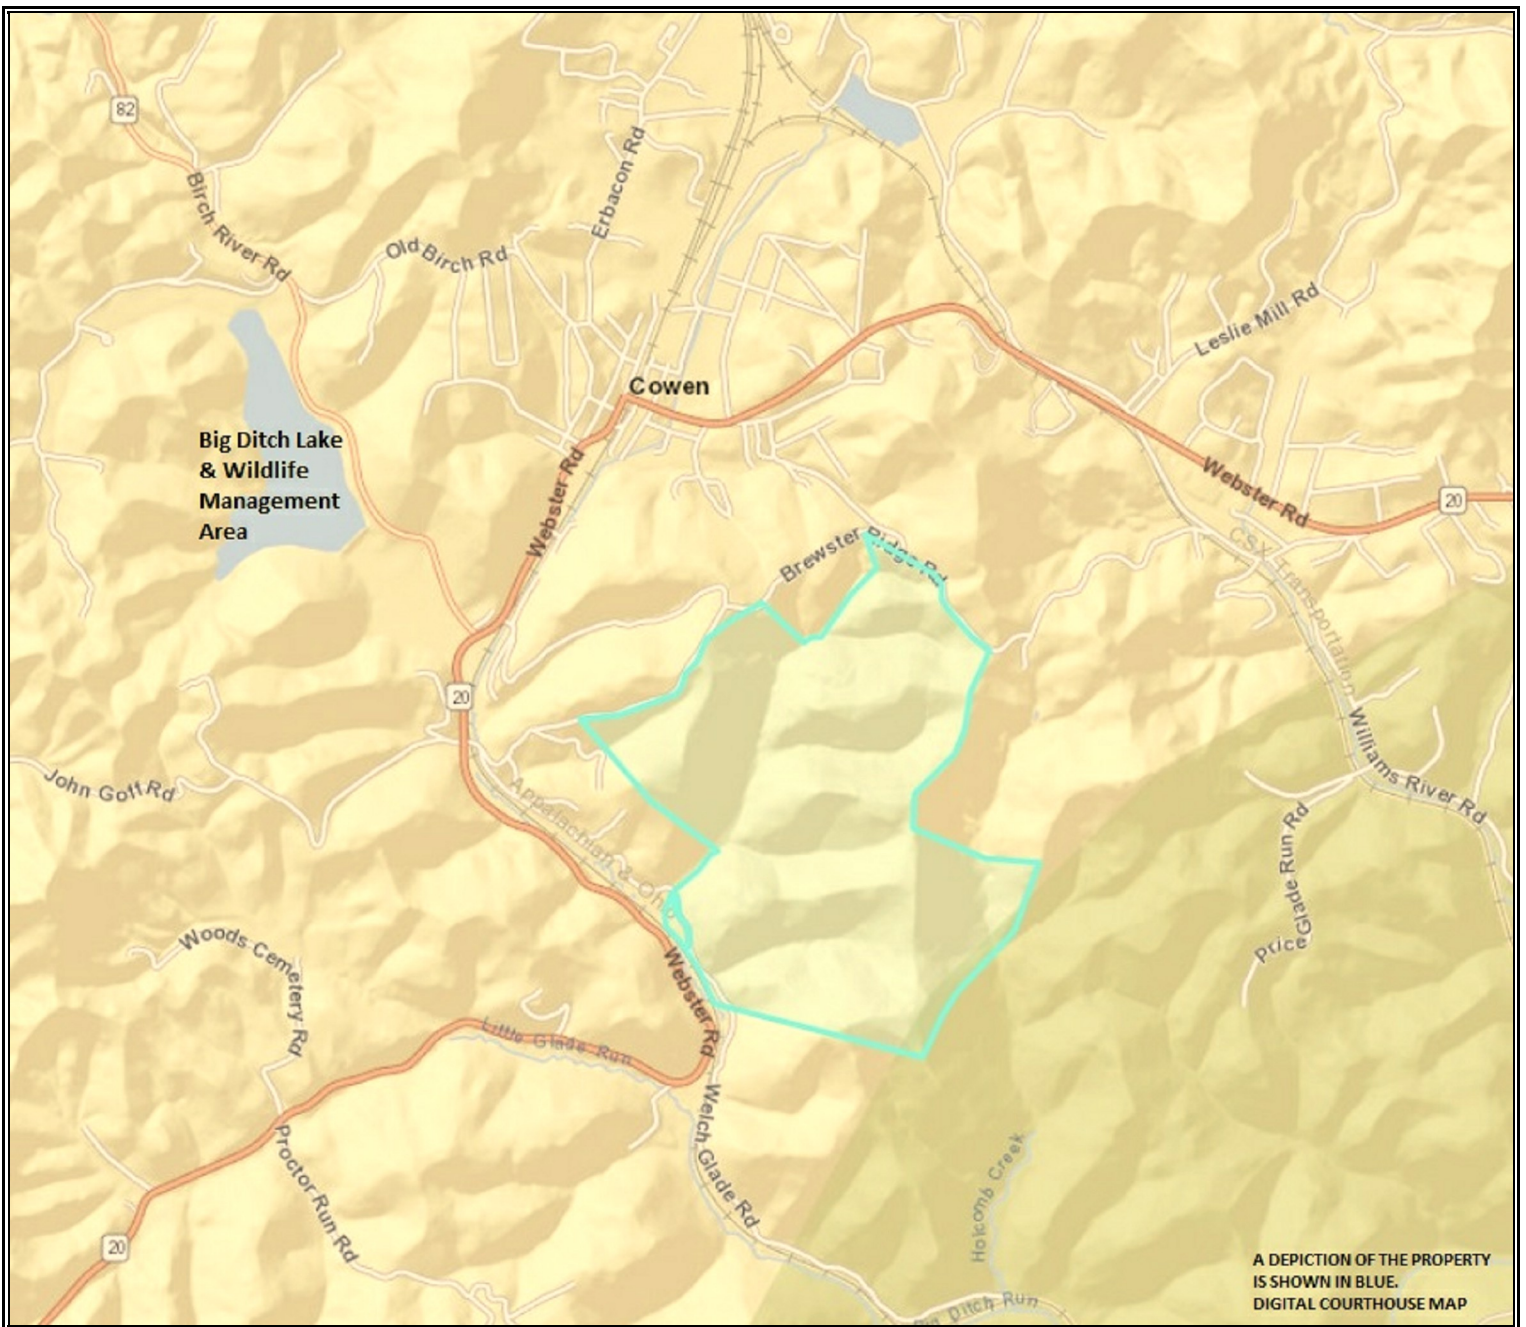 82
Birch River Rd
Old Birch Rd
Erbacon Rd
Leslie Mill Rd
Cowen
Big Ditch Lake
& Wildlife
Management
Area
Webster Rd
Webster Rd
20
Brewster Ridge Rd
CSX Transportation
20
John Goff Rd
Appalachian & Ohio
Williams River Rd
Price Glade Run Rd
Woods Cemetery Rd
Webster Rd
Little Glade Run
Welch Glade Rd
Proctor Run Rd
Holcomb Creek
20
Big Ditch Run
A DEPICTION OF THE PROPERTY
IS SHOWN IN BLUE.
DIGITAL COURTHOUSE MAP